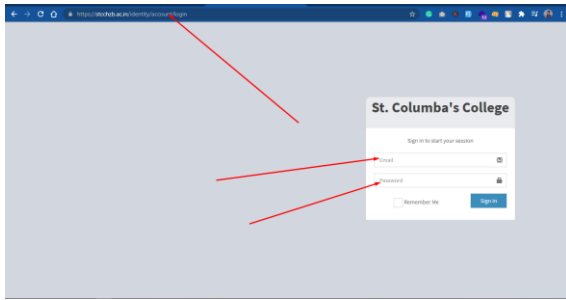 https://stcchzb.ac.in/identity/account/login
St. Columba's College
Sign in to start your session
Email
Password
Remember Me
Sign In